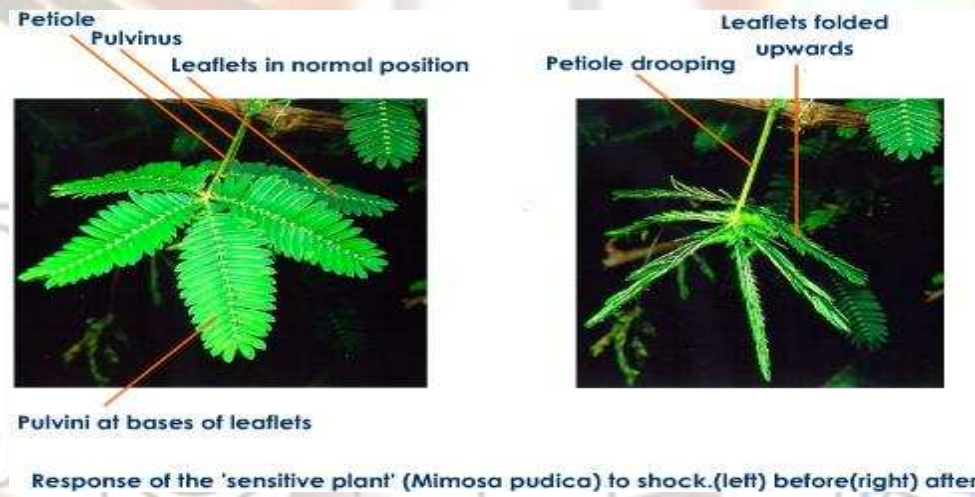 Petiole
Pulvinus
Leaflets in normal position
Leaflets folded
upwards
Petiole drooping
Pulvini at bases of leaflets
Response of the 'sensitive plant' (Mimosa pudica) to shock.(left) before(right) after